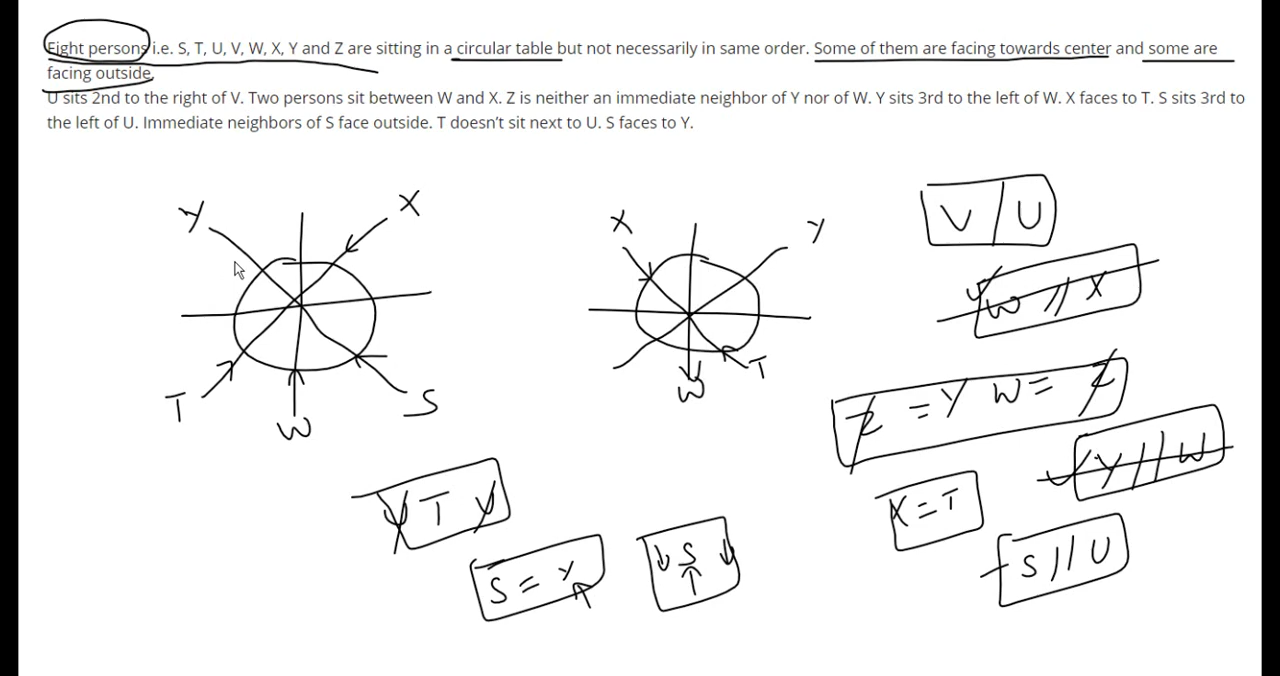 Eight persons i.e. S, T, U, V, W, X, Y and Z are sitting in a circular table but not necessarily in same order. Some of them are facing towards center and some are
facing outside.
U sits 2nd to the right of V. Two persons sit between W and X. Z is neither an immediate neighbor of Y nor of W. Y sits 3rd to the left of W. X faces to T. S sits 3rd to
the left of U. Immediate neighbors of S face outside. T doesn't sit next to U. S faces to Y.
Y X
T W S
X Y
W T
V / U
W // X
Z = Y W = Z
Y // W
X = T
S // U
T
S = Y
S